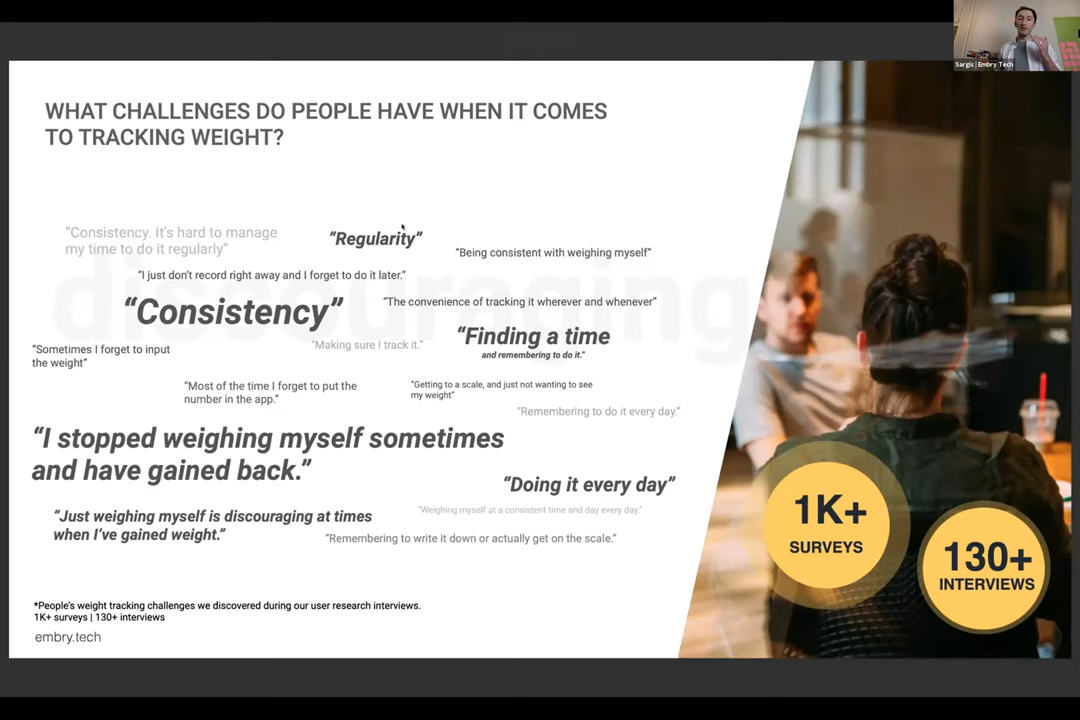 Sargis | Embry Tech
WHAT CHALLENGES DO PEOPLE HAVE WHEN IT COMES
TO TRACKING WEIGHT?
discouraging
“Consistency. It’s hard to manage
my time to do it regularly”
“Regularity”
“Being consistent with weighing myself”
“I just don’t record right away and I forget to do it later.”
“Consistency”
“The convenience of tracking it wherever and whenever”
“Finding a time
and remembering to do it.”
“Making sure I track it.”
“Sometimes I forget to input
the weight”
“Most of the time I forget to put the
number in the app.”
“Getting to a scale, and just not wanting to see
my weight”
“Remembering to do it every day.”
“I stopped weighing myself sometimes
and have gained back.”
“Doing it every day”
“Weighing myself at a consistent time and day every day.”
“Just weighing myself is discouraging at times
when I’ve gained weight.”
“Remembering to write it down or actually get on the scale.”
1K+
SURVEYS
130+
INTERVIEWS
*People’s weight tracking challenges we discovered during our user research interviews.
1K+ surveys | 130+ interviews
embry.tech